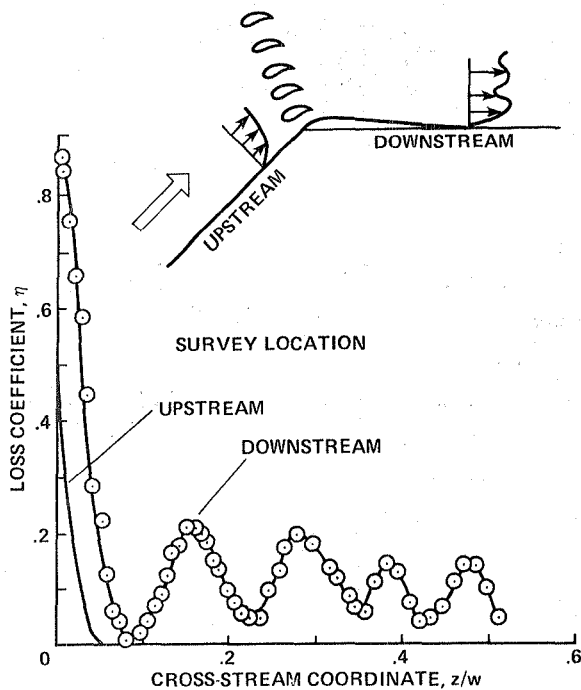 DOWNSTREAM
UPSTREAM
.8
.6
.4
.2
0
LOSS COEFFICIENT, η
SURVEY LOCATION
UPSTREAM
DOWNSTREAM
.2
.4
.6
CROSS-STREAM COORDINATE, z/w